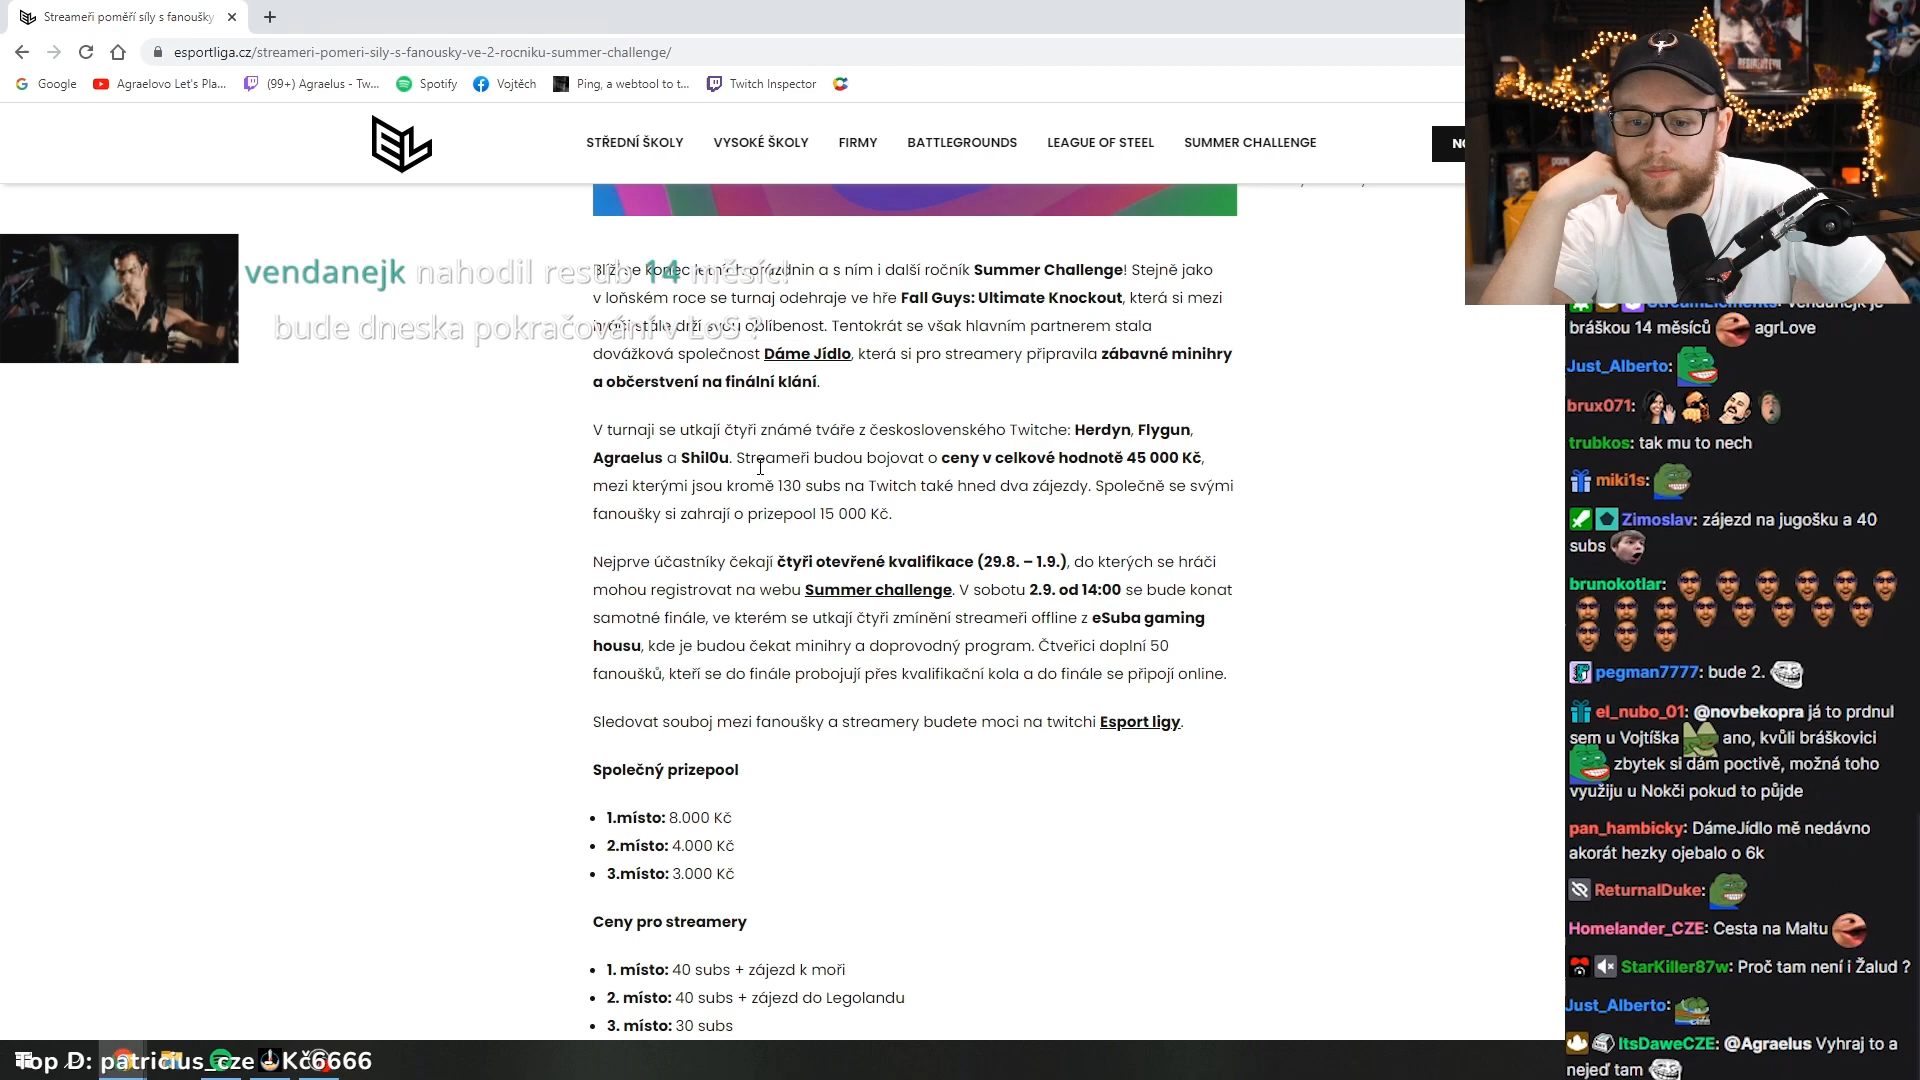 Streameři poměří síly s fanoušky
esportliga.cz/streameri-pomeri-sily-s-fanousky-ve-2-rocniku-summer-challenge/
Google
Agraelovo Let's Pla...
(99+) Agraelus - Tw...
Spotify
Vojtěch
Ping, a webtool to t...
Twitch Inspector
STŘEDNÍ ŠKOLY
VYSOKÉ ŠKOLY
FIRMY
BATTLEGROUNDS
LEAGUE OF STEEL
SUMMER CHALLENGE
vendanejk nahodil resub 14 měsíc!
bude dneska pokračování v LoS ?
Blíží se konec letních prázdnin a s ním i další ročník Summer Challenge! Stejně jako
v loňském roce se turnaj odehraje ve hře Fall Guys: Ultimate Knockout, která si mezi
hráči stále drží svou oblíbenost. Tentokrát se však hlavním partnerem stala
dovážková společnost Dáme Jídlo, která si pro streamery připravila zábavné minihry
a občerstvení na finální klání.
V turnaji se utkají čtyři známé tváře z československého Twitche: Herdyn, Flygun,
Agraelus a Shil0u. Streameři budou bojovat o ceny v celkové hodnotě 45 000 Kč,
mezi kterými jsou kromě 130 subs na Twitch také hned dva zájezdy. Společně se svými
fanoušky si zahrají o prizepool 15 000 Kč.
Nejprve účastníky čekají čtyři otevřené kvalifikace (29.8. – 1.9.), do kterých se hráči
mohou registrovat na webu Summer challenge. V sobotu 2.9. od 14:00 se bude konat
samotné finále, ve kterém se utkají čtyři zmínění streameři offline z eSuba gaming
housu, kde je budou čekat minihry a doprovodný program. Čtveřici doplní 50
fanoušků, kteří se do finále probojují přes kvalifikační kola a do finále se připojí online.
Sledovat souboj mezi fanoušky a streamery budete moci na twitchi Esport ligy.
Společný prizepool
1.místo: 8.000 Kč
2.místo: 4.000 Kč
3.místo: 3.000 Kč
Ceny pro streamery
1. místo: 40 subs + zájezd k moři
2. místo: 40 subs + zájezd do Legolandu
3. místo: 30 subs
Top D: patricius_cze Kč6666
StreamElements: vendanejk je
bráškou 14 měsíců agrLove
Just_Alberto:
brux071:
trubkos: tak mu to nech
miki1s:
Zimoslav: zájezd na jugošku a 40
subs
brunokotlar:
pegman7777: bude 2.
el_nubo_01: @novbekopra já to prdnul
sem u Vojtíška ano, kvůli bráškovici
zbytek si dám poctivě, možná toho
využiju u Nokči pokud to půjde
pan_hambicky: DámeJídlo mě nedávno
akorát hezky ojebalo o 6k
ReturnalDuke:
Homelander_CZE: Cesta na Maltu
StarKiller87w: Proč tam není i Žalud ?
Just_Alberto:
ItsDaweCZE: @Agraelus Vyhraj to a
nejeď tam